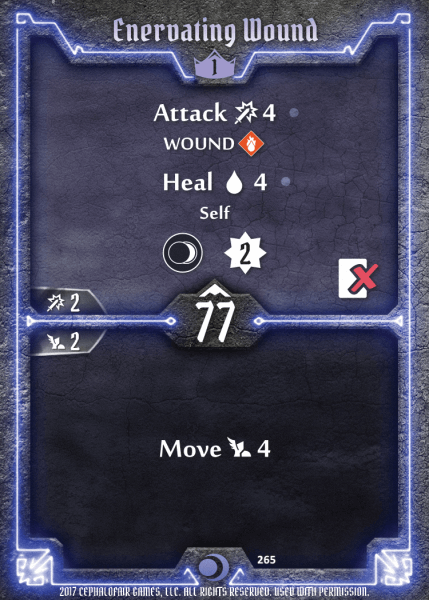 Enervating Wound
1
Attack 4
WOUND
Heal 4
Self
2
2
77
2
Move 4
265
2017 CEPHALOFAIR GAMES, LLC. ALL RIGHTS RESERVED. USED WITH PERMISSION.